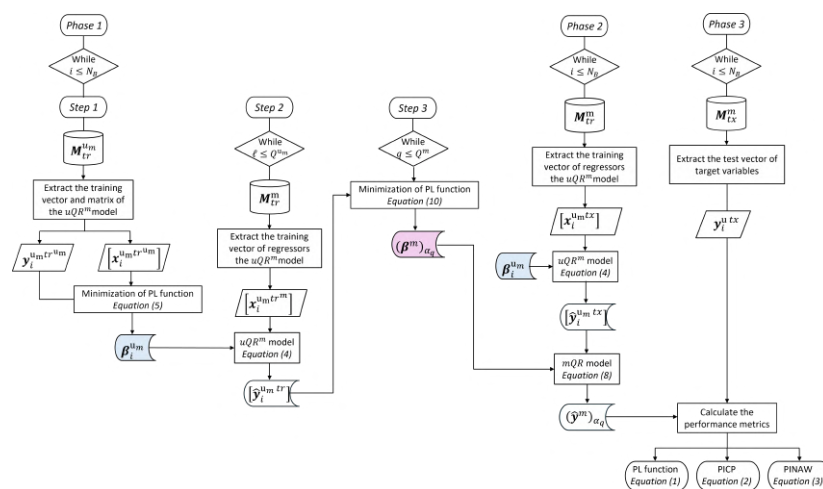 Phase 1
While
i ≤ N_B
Step 1
M_tr^{u_m}
Extract the training
vector and matrix of
the uQR^m model
y_i^{u_m tr^{u_m}}
[x_i^{u_m tr^{u_m}}]
Minimization of PL function
Equation (5)
β_i^{u_m}
Step 2
While
ℓ̂ ≤ Q^{u_m}
M_tr^m
Extract the training
vector of regressors
the uQR^m model
[x_i^{u_m tr^m}]
uQR^m model
Equation (4)
[ŷ_i^{u_m tr}]
Step 3
While
q ≤ Q^m
Minimization of PL function
Equation (10)
(β^m)_{α_q}
Phase 2
While
i ≤ N_B
M_tr^m
Extract the training
vector of regressors
the uQR^m model
[x_i^{u_m tx}]
β_i^{u_m}
uQR^m model
Equation (4)
[ŷ_i^{u_m tx}]
mQR model
Equation (8)
(ŷ^m)_{α_q}
Phase 3
While
i ≤ N_B
M_tx^m
Extract the test vector of
target variables
y_i^{u tx}
Calculate the
performance metrics
PL function
Equation (1)
PICP
Equation (2)
PINAW
Equation (3)